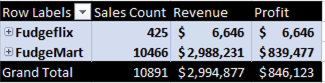 Row Labels Sales Count Revenue Profit
Fudgeflix 425 $ 6,646 $ 6,646
FudgeMart 10466 $2,988,231 $839,477
Grand Total 10891 $2,994,877 $846,123